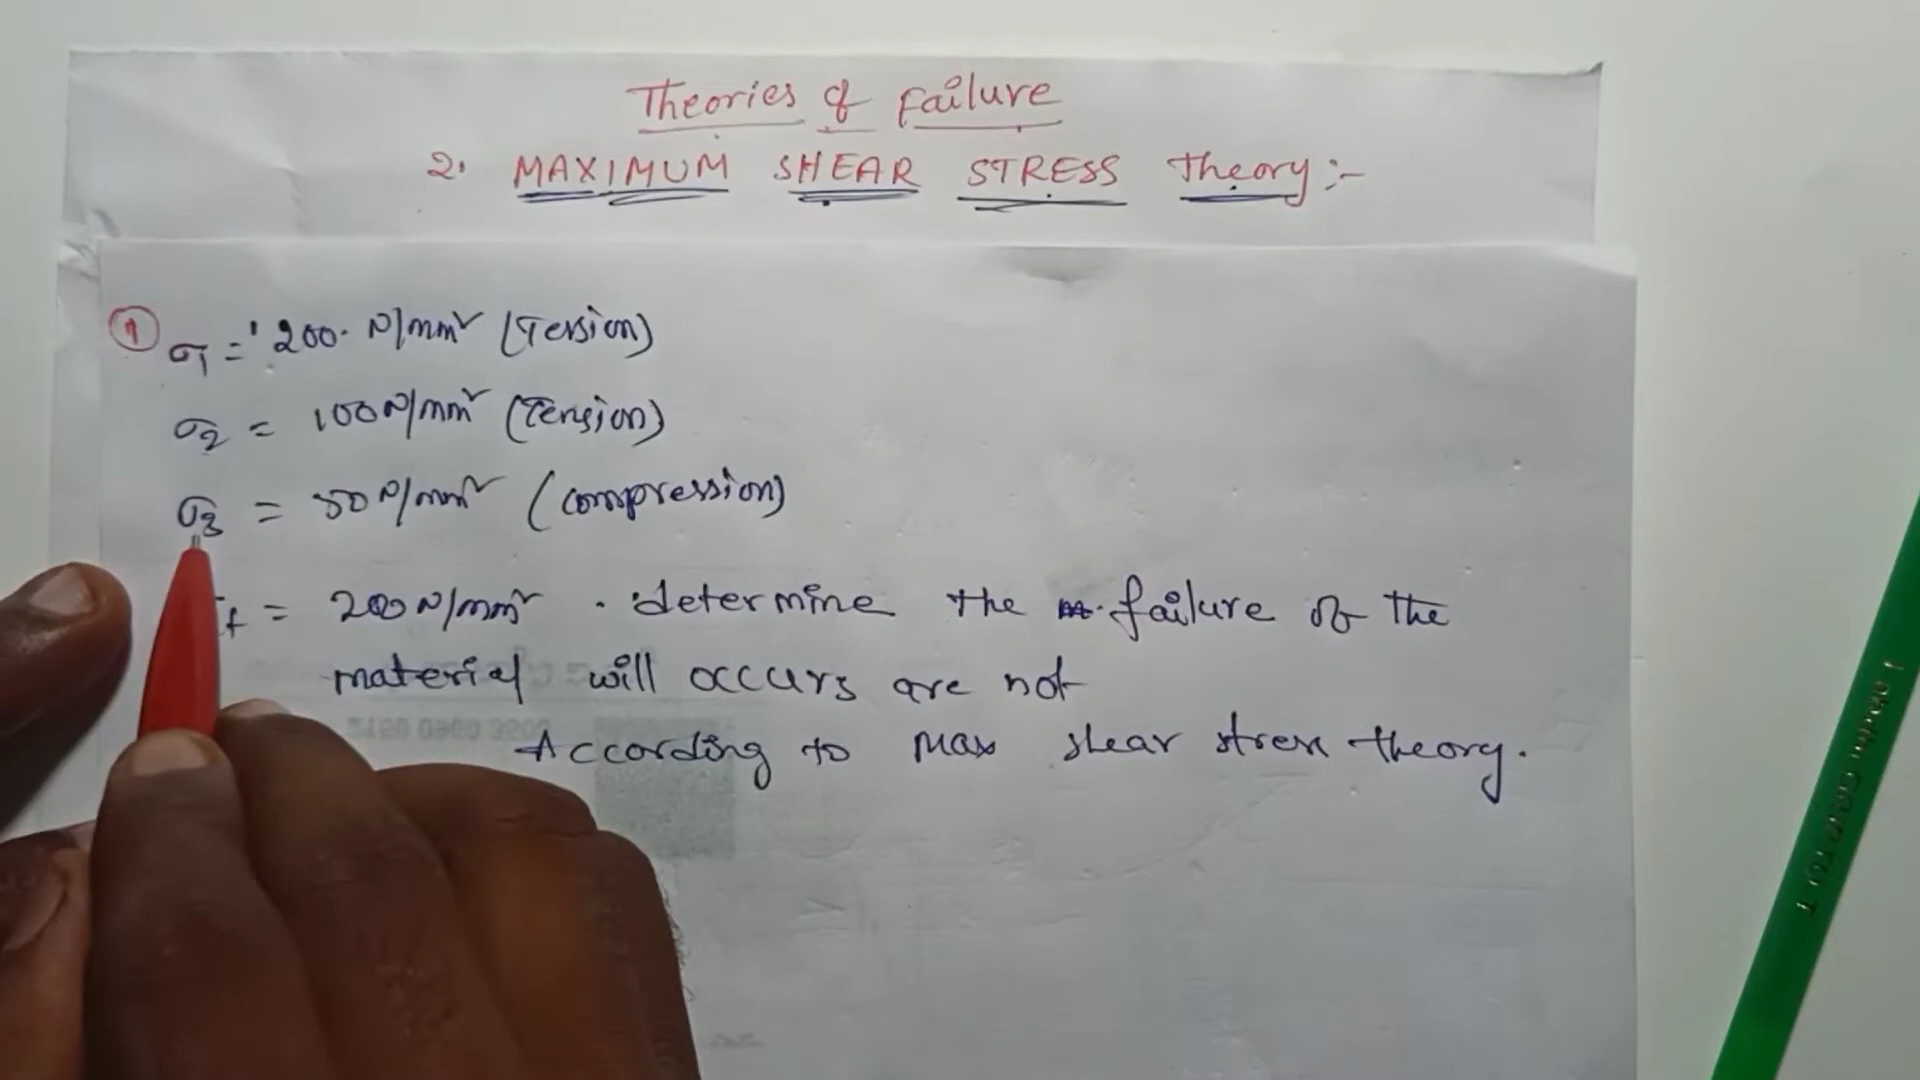 Theories of failure
2. MAXIMUM SHEAR STRESS Theory:-
① σ1 = 200 N/mm² (Tension)
σ2 = 100 N/mm² (Tension)
σ3 = 50 N/mm² (compression)
= 200 N/mm² . determine the failure of the
material will occurs are not
According to Max shear stress theory.